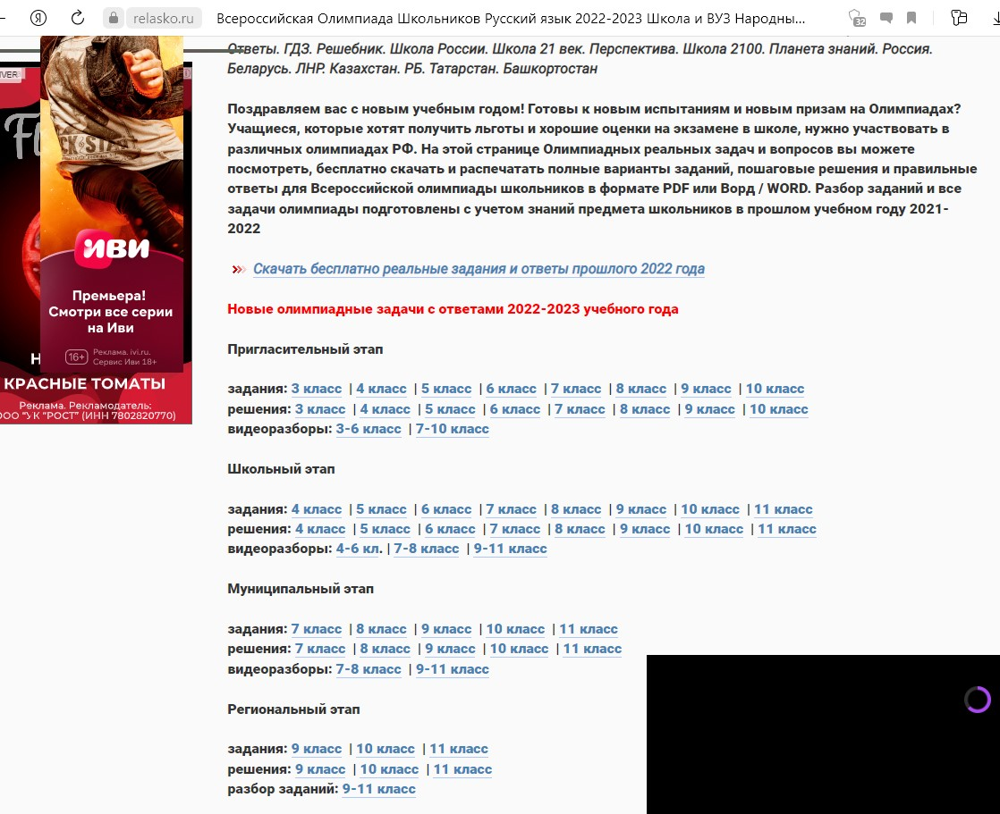 relasko.ru
Всероссийская Олимпиада Школьников Русский язык 2022-2023 Школа и ВУЗ Народны...
32
Ответы. ГДЗ. Решебник. Школа России. Школа 21 век. Перспектива. Школа 2100. Планета знаний. Россия.
Беларусь. ЛНР. Казахстан. РБ. Татарстан. Башкортостан
Поздравляем вас с новым учебным годом! Готовы к новым испытаниям и новым призам на Олимпиадах?
Учащиеся, которые хотят получить льготы и хорошие оценки на экзамене в школе, нужно участвовать в
различных олимпиадах РФ. На этой странице Олимпиадных реальных задач и вопросов вы можете
посмотреть, бесплатно скачать и распечатать полные варианты заданий, пошаговые решения и правильные
ответы для Всероссийской олимпиады школьников в формате PDF или Ворд / WORD. Разбор заданий и все
задачи олимпиады подготовлены с учетом знаний предмета школьников в прошлом учебном году 2021-
2022
Скачать бесплатно реальные задания и ответы прошлого 2022 года
Новые олимпиадные задачи с ответами 2022-2023 учебного года
Пригласительный этап
задания: 3 класс | 4 класс | 5 класс | 6 класс | 7 класс | 8 класс | 9 класс | 10 класс
решения: 3 класс | 4 класс | 5 класс | 6 класс | 7 класс | 8 класс | 9 класс | 10 класс
видеоразборы: 3-6 класс | 7-10 класс
Школьный этап
задания: 4 класс | 5 класс | 6 класс | 7 класс | 8 класс | 9 класс | 10 класс | 11 класс
решения: 4 класс | 5 класс | 6 класс | 7 класс | 8 класс | 9 класс | 10 класс | 11 класс
видеоразборы: 4-6 кл. | 7-8 класс | 9-11 класс
Муниципальный этап
задания: 7 класс | 8 класс | 9 класс | 10 класс | 11 класс
решения: 7 класс | 8 класс | 9 класс | 10 класс | 11 класс
видеоразборы: 7-8 класс | 9-11 класс
Региональный этап
задания: 9 класс | 10 класс | 11 класс
решения: 9 класс | 10 класс | 11 класс
разбор заданий: 9-11 класс
иви
Премьера!
Смотри все серии
на Иви
16+
Реклама. ivi.ru.
Сервис Иви 18+
КРАСНЫЕ ТОМАТЫ
Реклама. Рекламодатель:
ООО "УК "РОСТ" (ИНН 7802820770)